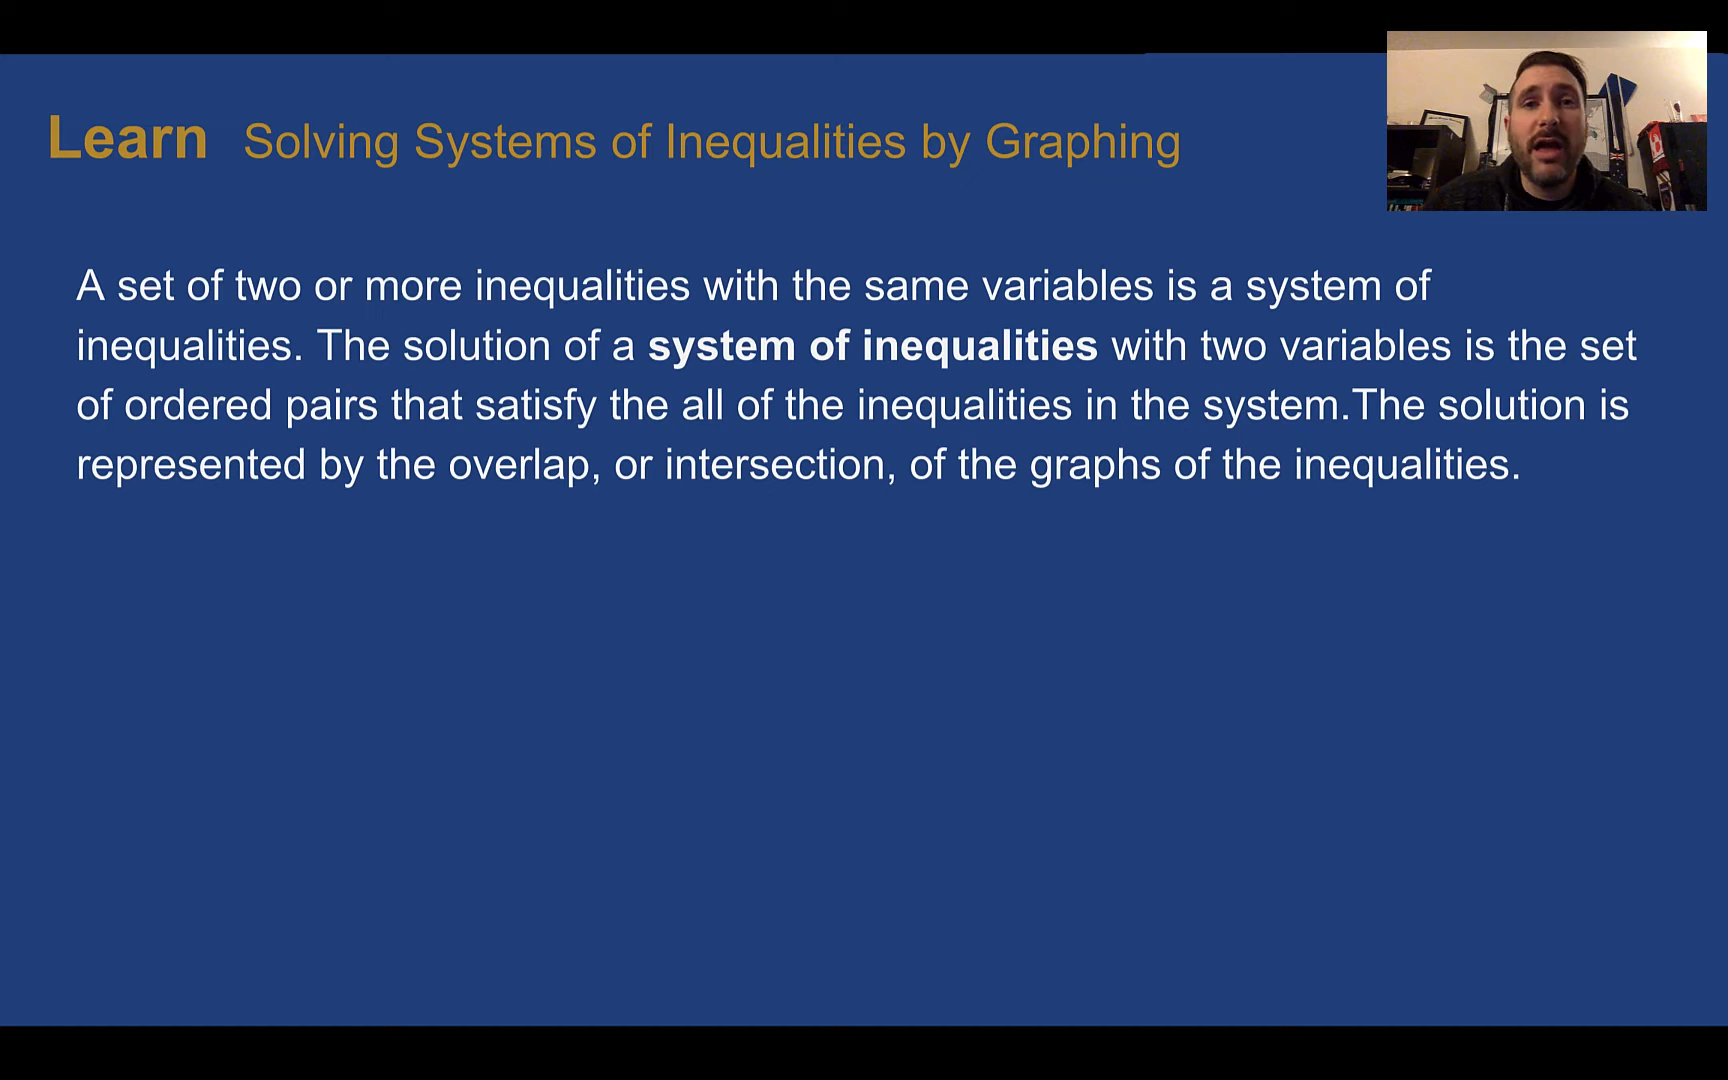 Learn Solving Systems of Inequalities by Graphing
A set of two or more inequalities with the same variables is a system of
inequalities. The solution of a system of inequalities with two variables is the set
of ordered pairs that satisfy the all of the inequalities in the system.The solution is
represented by the overlap, or intersection, of the graphs of the inequalities.